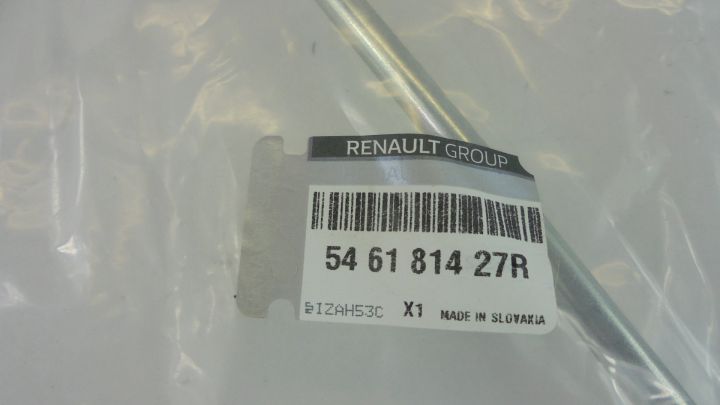 RENAULT GROUP
54 61 814 27R
IZAH53C X1 MADE IN SLOVAKIA